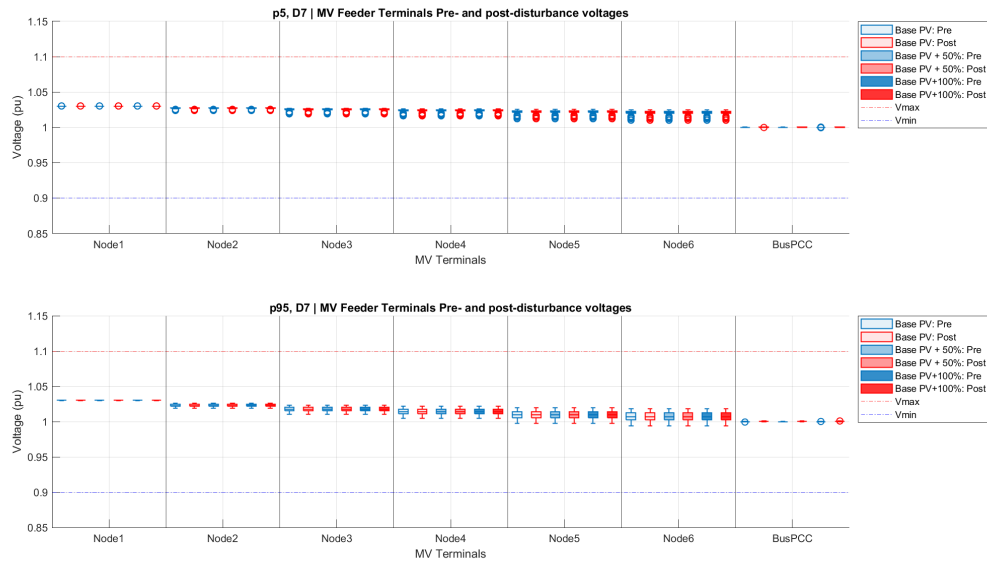 p5, D7 | MV Feeder Terminals Pre- and post-disturbance voltages
1.15
1.1
1.05
1
0.95
0.9
0.85
Voltage (pu)
Node1
Node2
Node3
Node4
Node5
Node6
BusPCC
MV Terminals
Base PV: Pre
Base PV: Post
Base PV + 50%: Pre
Base PV + 50%: Post
Base PV+100%: Pre
Base PV+100%: Post
Vmax
Vmin
p95, D7 | MV Feeder Terminals Pre- and post-disturbance voltages
1.15
1.1
1.05
1
0.95
0.9
0.85
Voltage (pu)
Node1
Node2
Node3
Node4
Node5
Node6
BusPCC
MV Terminals
Base PV: Pre
Base PV: Post
Base PV + 50%: Pre
Base PV + 50%: Post
Base PV+100%: Pre
Base PV+100%: Post
Vmax
Vmin